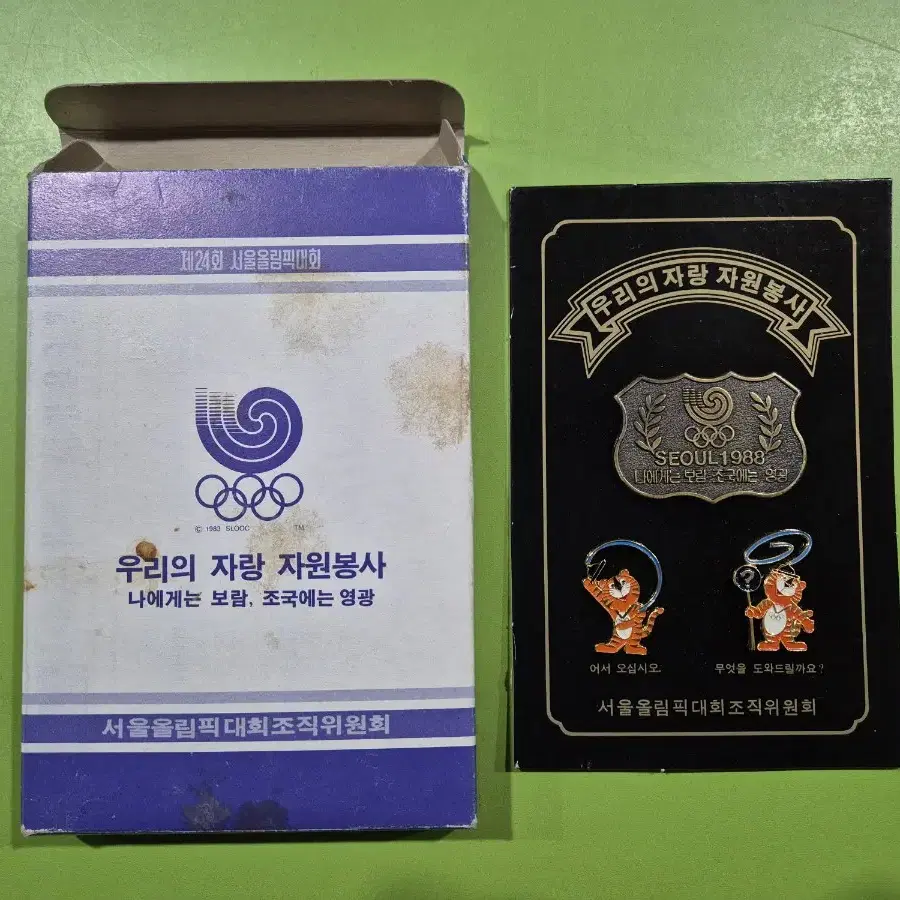 제24회 서울올림픽대회
© 1983 SLOOC TM
우리의 자랑 자원봉사
나에게는 보람, 조국에는 영광
서울올림픽대회조직위원회
우리의 자랑 자원봉사
SEOUL1988
나에게는 보람 조국에는 영광
?
어서 오십시오.
무엇을 도와드릴까요?
서울올림픽대회조직위원회